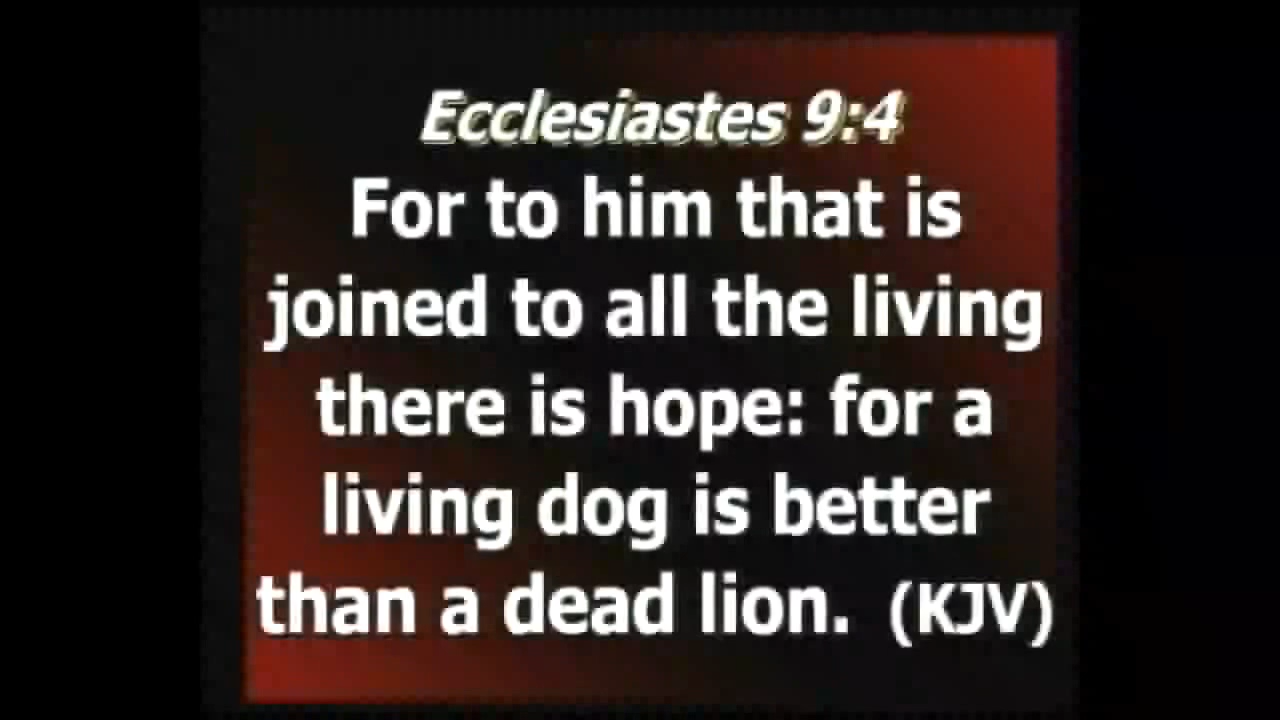 Ecclesiastes 9:4
For to him that is
joined to all the living
there is hope: for a
living dog is better
than a dead lion. (KJV)